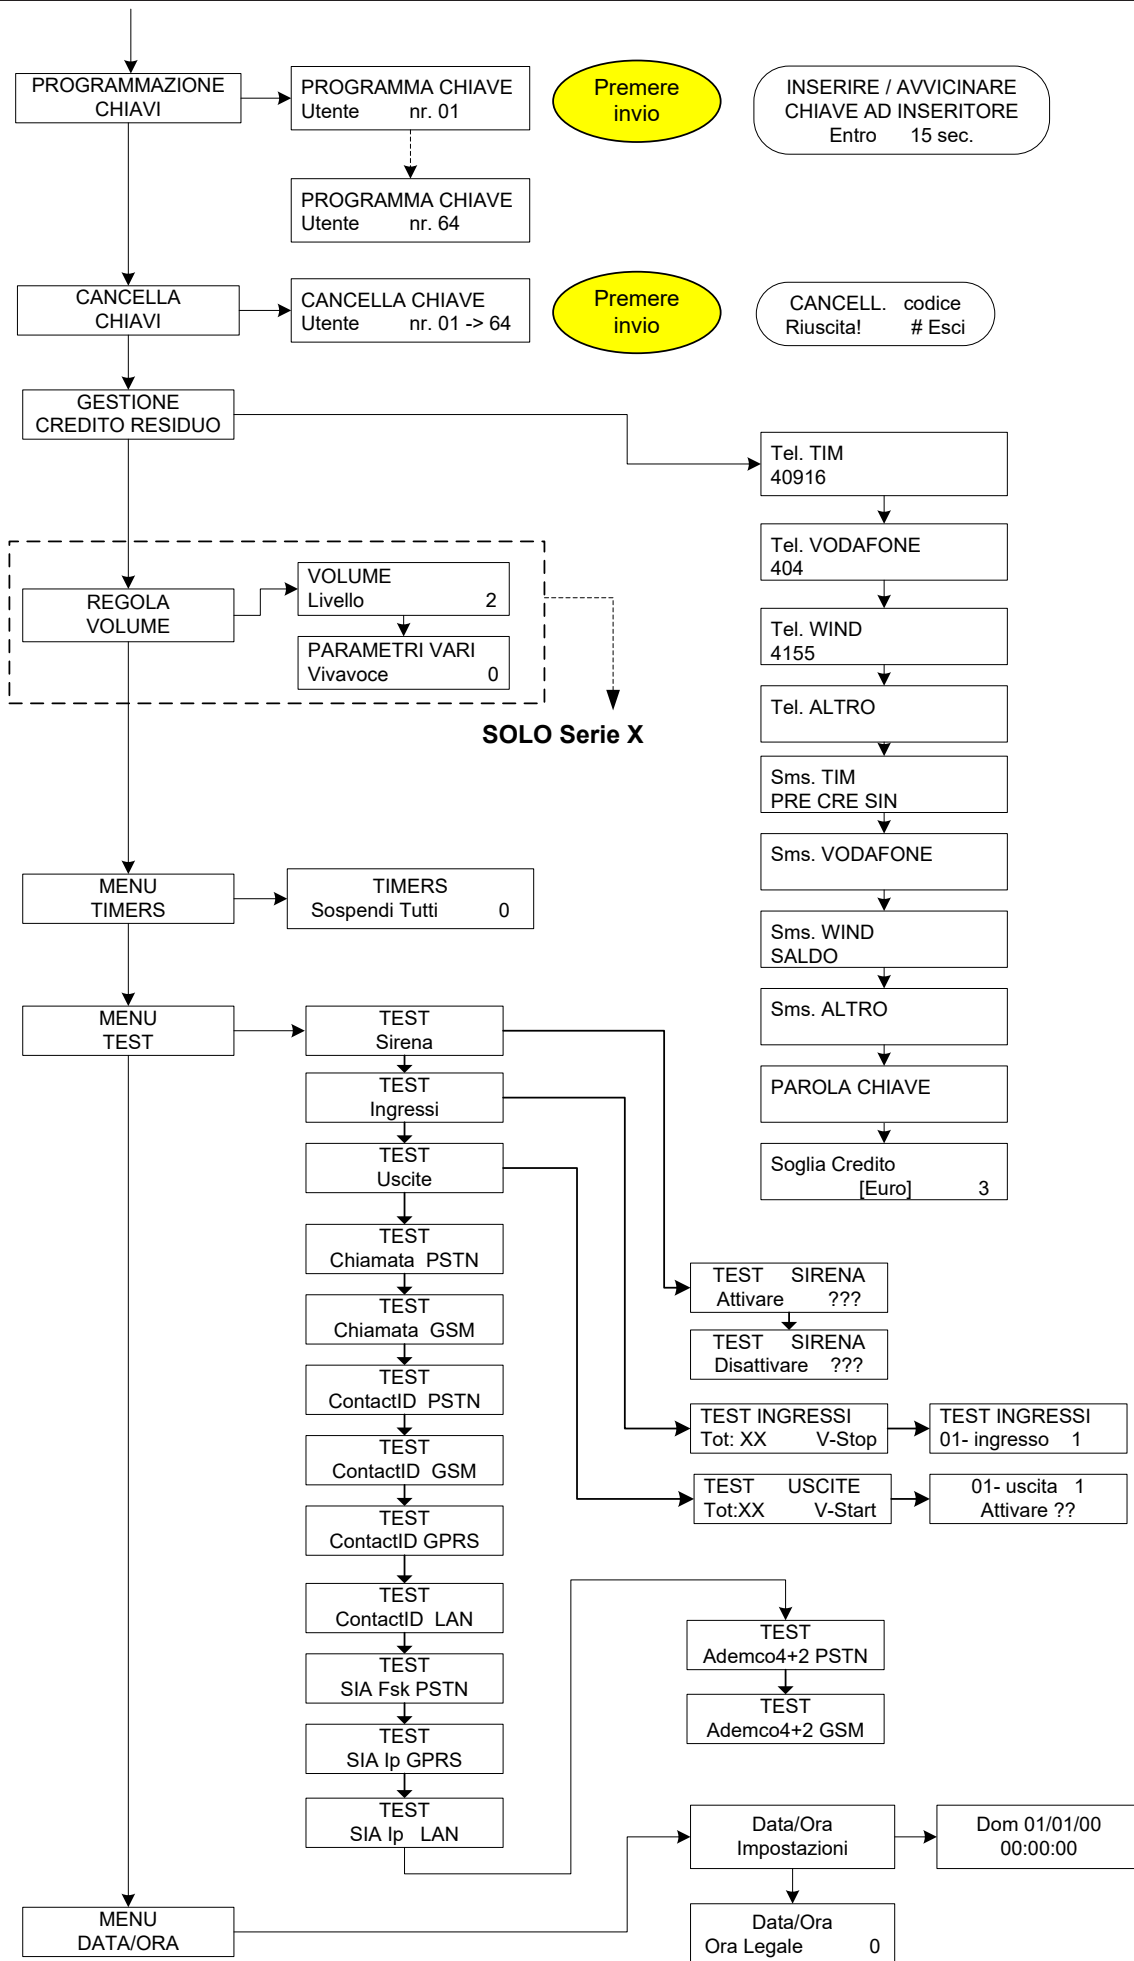 PROGRAMMAZIONE
CHIAVI
PROGRAMMA CHIAVE
Utente nr. 01
Premere
invio
INSERIRE / AVVICINARE
CHIAVE AD INSERITORE
Entro 15 sec.
PROGRAMMA CHIAVE
Utente nr. 64
CANCELLA
CHIAVI
CANCELLA CHIAVE
Utente nr. 01 -> 64
Premere
invio
CANCELL. codice
Riuscita! # Esci
GESTIONE
CREDITO RESIDUO
Tel. TIM
40916
Tel. VODAFONE
404
Tel. WIND
4155
Tel. ALTRO
Sms. TIM
PRE CRE SIN
Sms. VODAFONE
Sms. WIND
SALDO
Sms. ALTRO
PAROLA CHIAVE
Soglia Credito
[Euro] 3
REGOLA
VOLUME
VOLUME
Livello 2
PARAMETRI VARI
Vivavoce 0
SOLO Serie X
MENU
TIMERS
TIMERS
Sospendi Tutti 0
MENU
TEST
TEST
Sirena
TEST
Ingressi
TEST
Uscite
TEST
Chiamata PSTN
TEST
Chiamata GSM
TEST
ContactID PSTN
TEST
ContactID GSM
TEST
ContactID GPRS
TEST
ContactID LAN
TEST
SIA Fsk PSTN
TEST
SIA Ip GPRS
TEST
SIA Ip LAN
TEST SIRENA
Attivare ???
TEST SIRENA
Disattivare ???
TEST INGRESSI
Tot: XX V-Stop
TEST INGRESSI
01- ingresso 1
TEST USCITE
Tot:XX V-Start
01- uscita 1
Attivare ??
TEST
Ademco4+2 PSTN
TEST
Ademco4+2 GSM
MENU
DATA/ORA
Data/Ora
Impostazioni
Dom 01/01/00
00:00:00
Data/Ora
Ora Legale 0